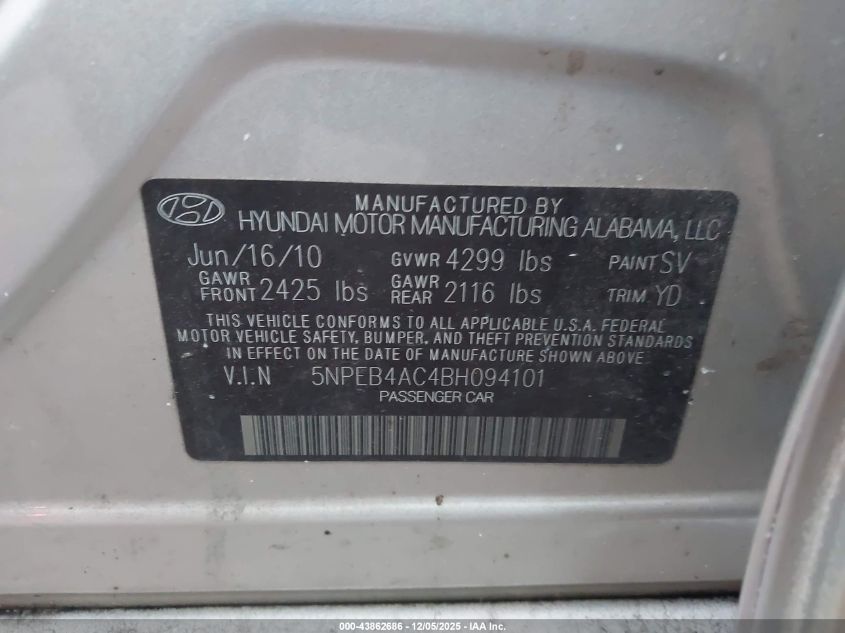 MANUFACTURED BY
HYUNDAI MOTOR MANUFACTURING ALABAMA, LLC
Jun/16/10 GVWR 4299 lbs PAINT SV
GAWR FRONT 2425 lbs GAWR REAR 2116 lbs TRIM YD
THIS VEHICLE CONFORMS TO ALL APPLICABLE U.S.A. FEDERAL
MOTOR VEHICLE SAFETY, BUMPER, AND THEFT PREVENTION STANDARDS
IN EFFECT ON THE DATE OF MANUFACTURE SHOWN.
V.I.N 5NPEB4AC4BH094101
PASSENGER CAR
000-43862686 - 12/05/2025 - IAA Inc.